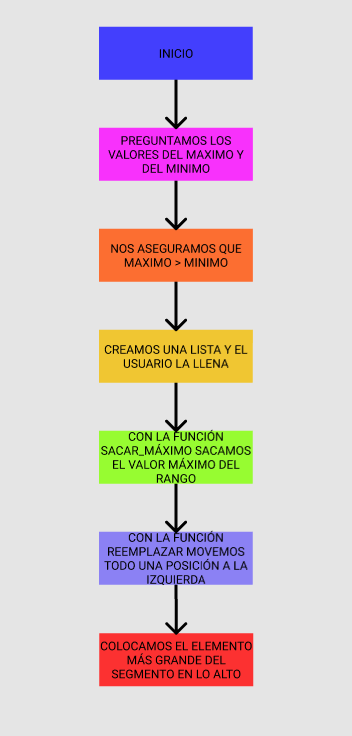 INICIO
PREGUNTAMOS LOS
VALORES DEL MAXIMO Y
DEL MINIMO
NOS ASEGURAMOS QUE
MAXIMO > MINIMO
CREAMOS UNA LISTA Y EL
USUARIO LA LLENA
CON LA FUNCIÓN
SACAR_MÁXIMO SACAMOS
EL VALOR MÁXIMO DEL
RANGO
CON LA FUNCIÓN
REEMPLAZAR MOVEMOS
TODO UNA POSICIÓN A LA
IZQUIERDA
COLOCAMOS EL ELEMENTO
MÁS GRANDE DEL
SEGMENTO EN LO ALTO